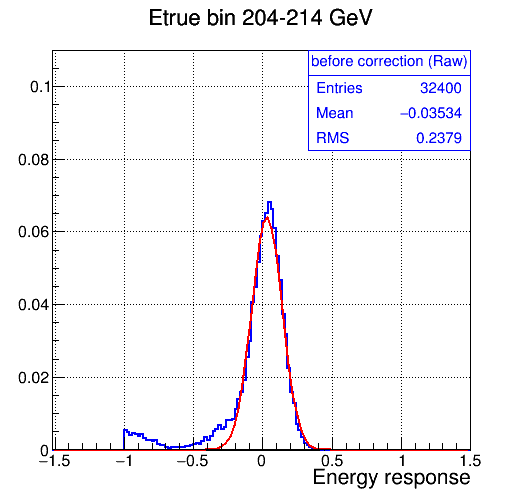 Etrue bin 204-214 GeV
before correction (Raw)
Entries 32400
Mean −0.03534
RMS 0.2379
0.1
0.08
0.06
0.04
0.02
0
−1.5 −1 −0.5 0 0.5 1 1.5
Energy response